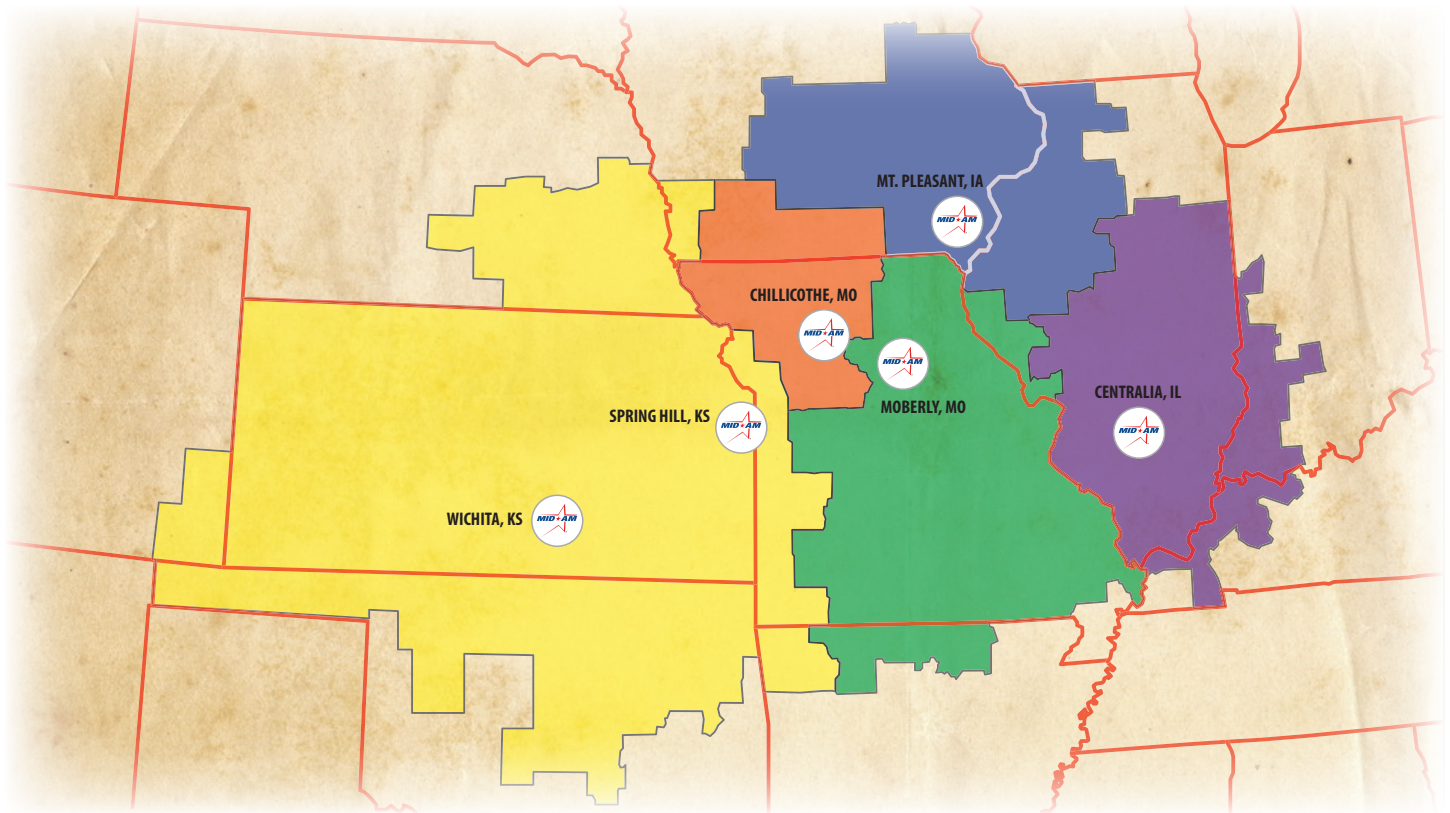 MT. PLEASANT, IA
MID AM
CHILLICOTHE, MO
MID AM
MID AM
MOBERLY, MO
CENTRALIA, IL
MID AM
SPRING HILL, KS
MID AM
WICHITA, KS
MID AM